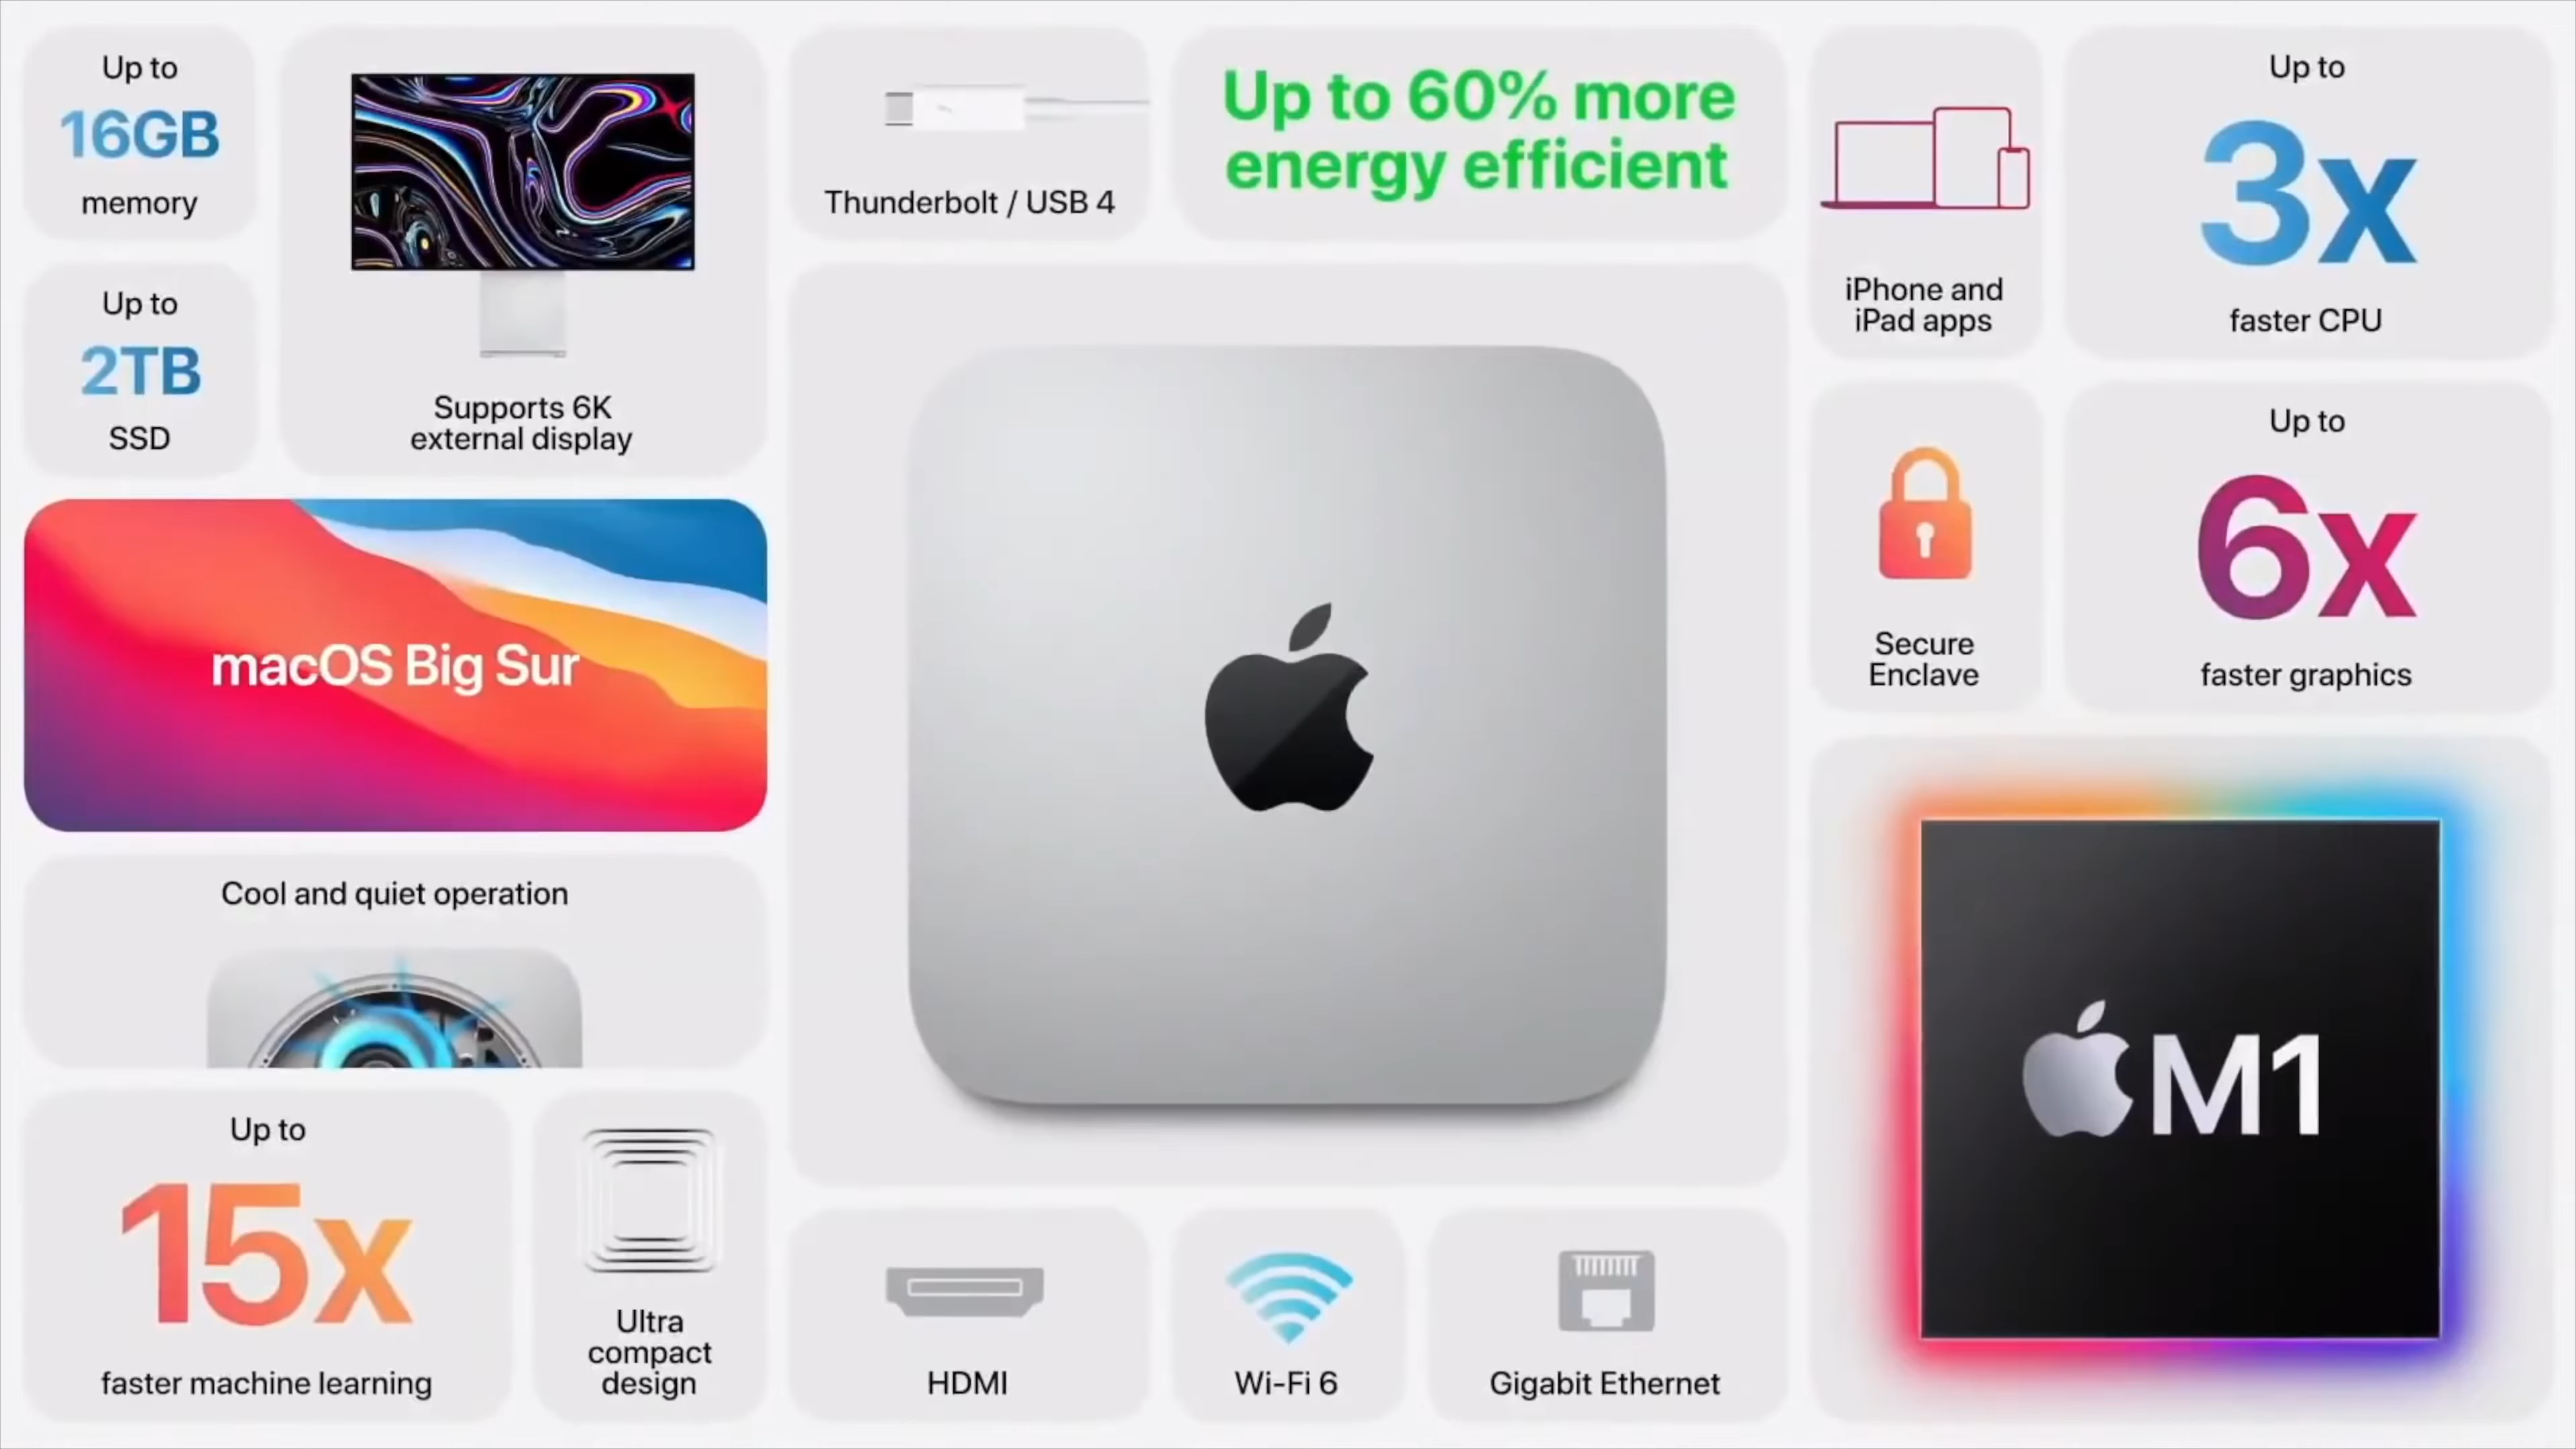 Up to
16GB
memory
Up to
2TB
SSD
Supports 6K
external display
Thunderbolt / USB 4
Up to 60% more
energy efficient
iPhone and
iPad apps
Up to
3x
faster CPU
Secure
Enclave
Up to
6x
faster graphics
macOS Big Sur
Cool and quiet operation
Up to
15x
faster machine learning
Ultra
compact
design
HDMI
Wi-Fi 6
Gigabit Ethernet
M1